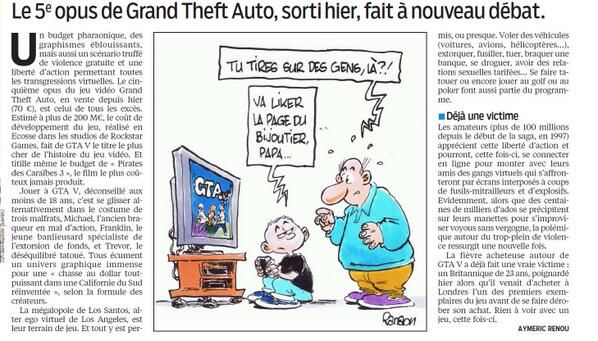 Le 5e opus de Grand Theft Auto, sorti hier, fait à nouveau débat.
Un budget pharaonique, des
graphismes éblouissants,
mais aussi un scénario truffé
de violence gratuite et une
liberté d'action permettant toutes
les transgressions virtuelles. Le cin-
quième opus du jeu vidéo Grand
Theft Auto, en vente depuis hier
(70 €), est celui de tous les excès.
Estimé à plus de 200 M€, le coût de
développement du jeu, réalisé en
Ecosse dans les studios de Rockstar
Games, fait de GTA V le titre le plus
cher de l'histoire du jeu vidéo. Et
titille même le budget de « Pirates
des Caraïbes 3 », le film le plus coû-
teux jamais produit.
Jouer à GTA V, déconseillé aux
moins de 18 ans, c'est se glisser al-
ternativement dans le costume de
trois malfrats, Michael, l'ancien bra-
queur en mal d'action, Franklin, le
jeune banlieusard spécialiste de
l'extorsion de fonds, et Trevor, le
déséquilibré tatoué. Tous écument
un univers graphique immense
pour une « chasse au dollar tout-
puissant dans une Californie du Sud
réinventée », selon la formule des
créateurs.
La mégalopole de Los Santos, al-
ter ego virtuel de Los Angeles, est
leur terrain de jeu. Et tout y est per-
TU TIRES SUR DES GENS, LÀ?!
VA LIKER
LA PAGE DU
BIJOUTIER,
PAPA...
GTA
Ranson
mis, ou presque. Voler des véhicules
(voitures, avions, hélicoptères...),
extorquer, fusiller, tuer, braquer une
banque, se droguer, avoir des rela-
tions sexuelles tarifées... Se faire ta-
touer ou encore jouer au golf ou au
poker font aussi partie du program-
me.
Déjà une victime
Les amateurs (plus de 100 millions
depuis le début de la saga, en 1997)
apprécient cette liberté d'action et
pourront, cette fois-ci, se connecter
en ligne pour monter avec leurs
amis des gangs virtuels qui s'affron-
teront par écrans interposés à coups
de fusils-mitrailleurs et d'explosifs.
Evidemment, alors que des centai-
nes de milliers d'ados se précipitent
sur leurs manettes pour s'improvi-
ser voyous sans vergogne, la polémi-
que autour du trop-plein de violen-
ce ressurgit une nouvelle fois.
La fièvre acheteuse autour de
GTA V a déjà fait une vraie victime :
un Britannique de 23 ans, poignardé
hier alors qu'il venait d'acheter à
Londres l'un des premiers exemplai-
res du jeu avant de se faire déro-
ber son achat. Rien à voir avec un
jeu, cette fois-ci.
AYMERIC RENOU